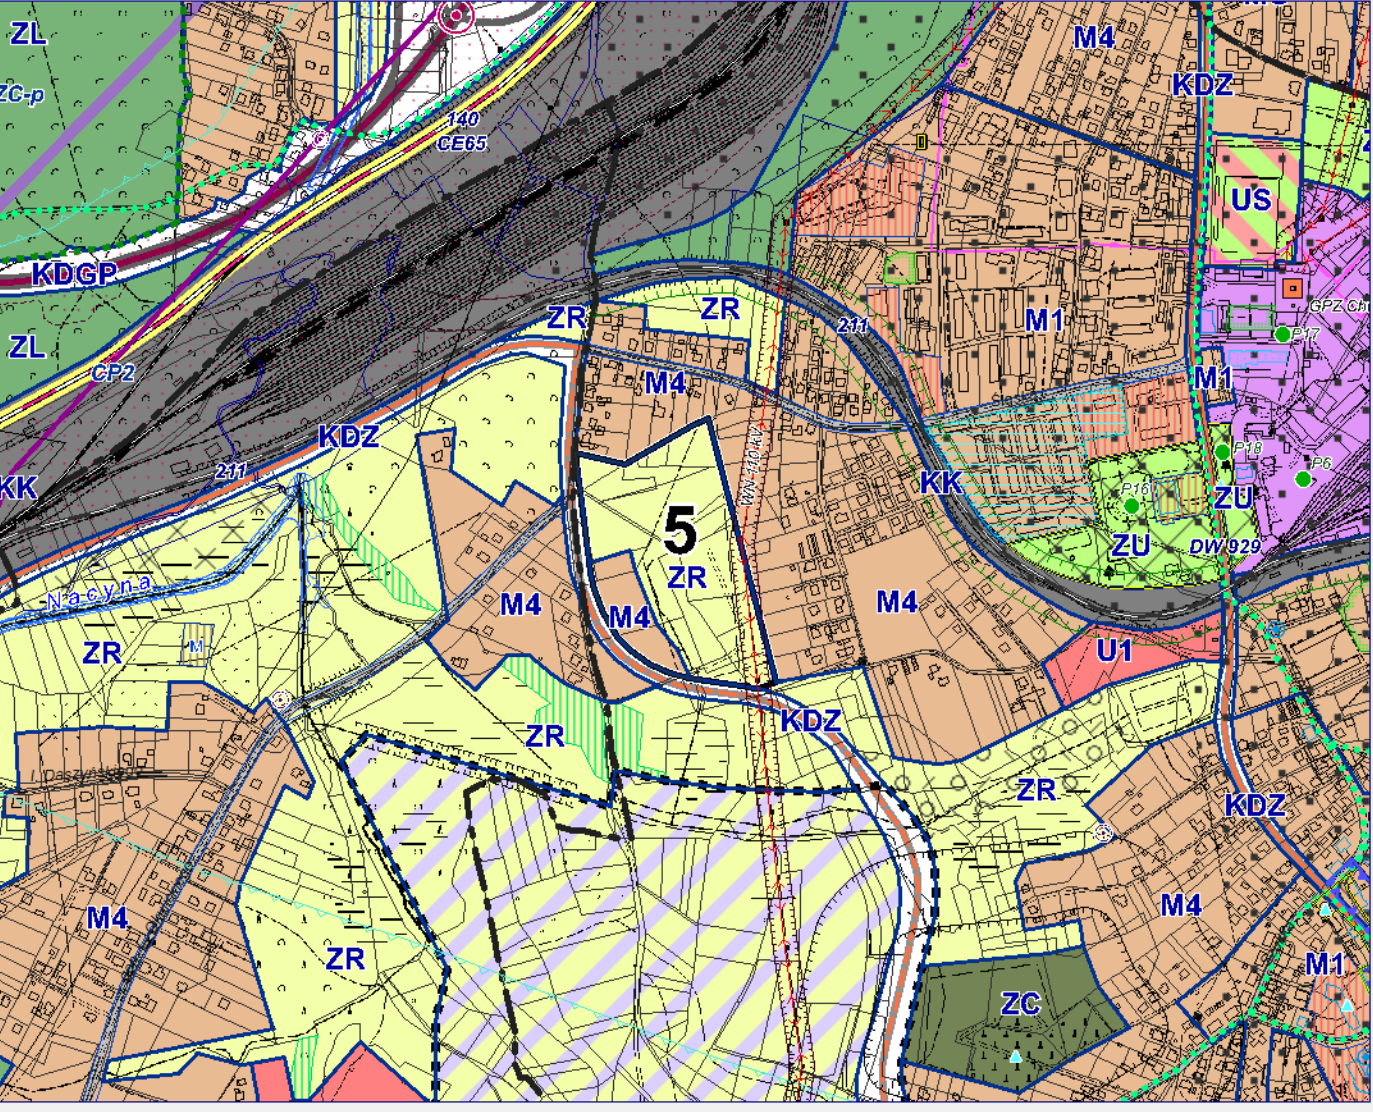 ZL
M4
ZC-p
KDZ
140
CE65
US
KDGP
GPZ
ZR
ZR
211
M1
P17
ZL
CP2
M4
M1
KDZ
211
WN 110 kV
P18
P6
KK
KK
P16
ZU
5
ZU
DW 929
ZR
Nacyna
M4
M4
M4
ZR
M
U1
KDZ
ZR
ZR
KDZ
M4
M4
ZR
M1
ZC